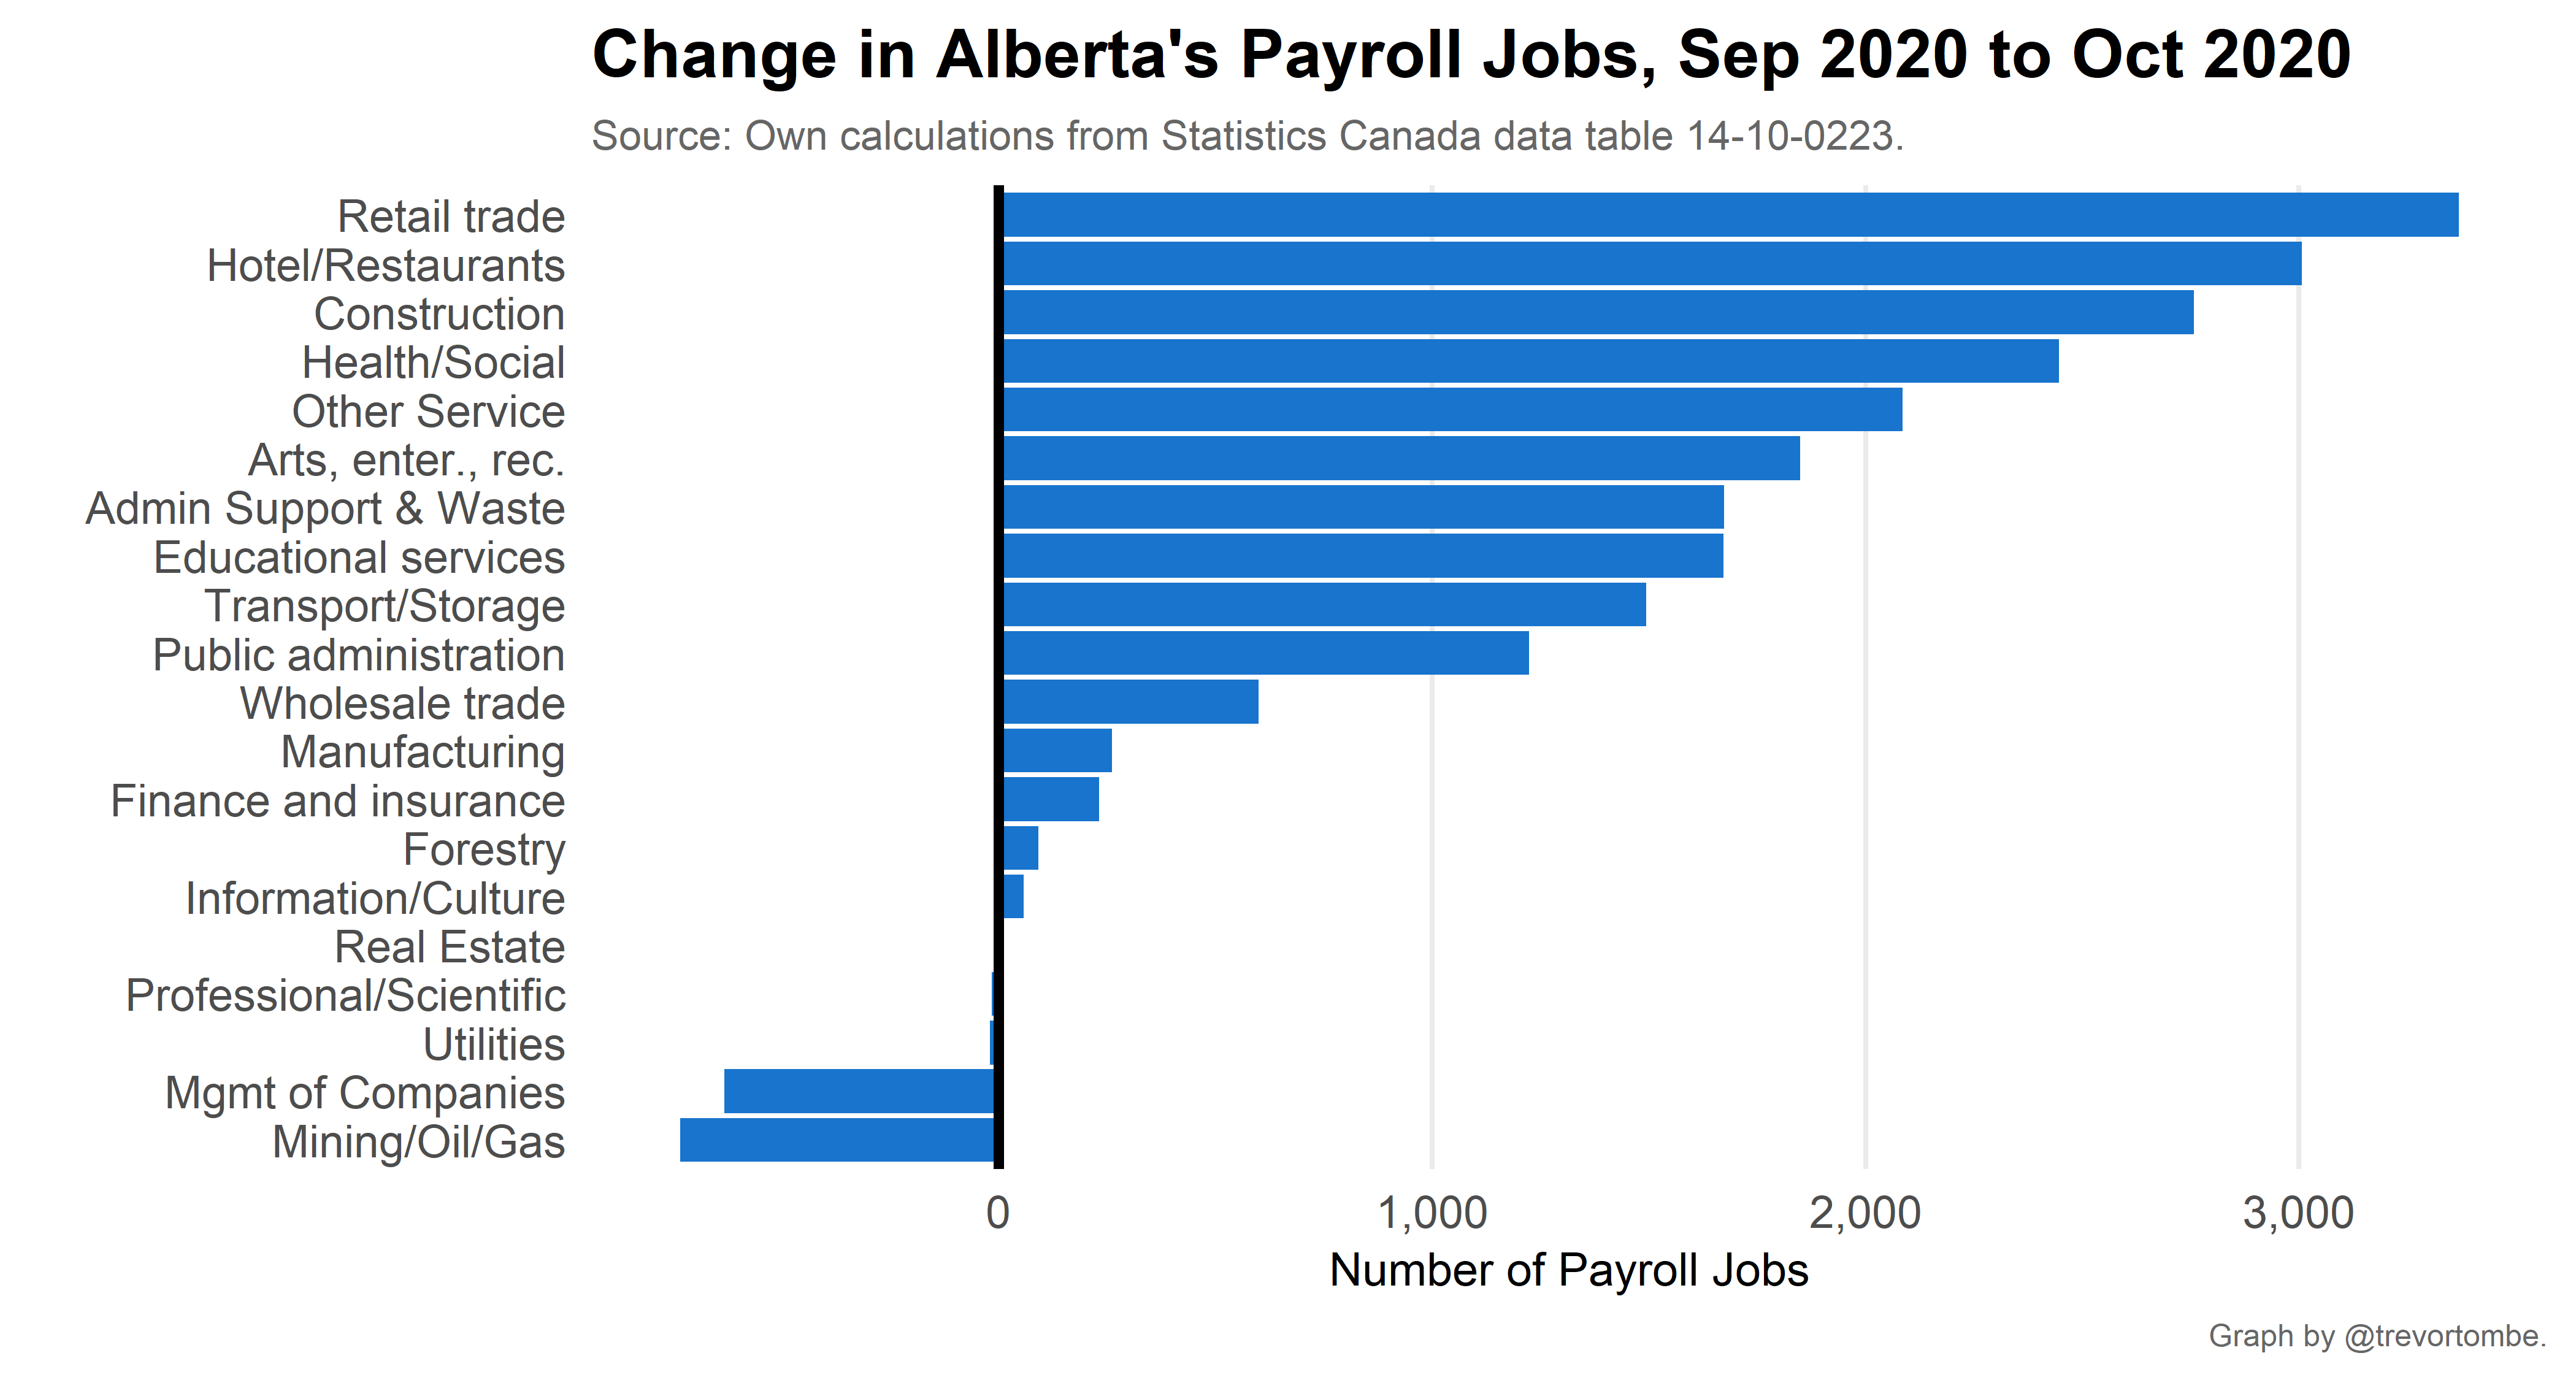 Change in Alberta's Payroll Jobs, Sep 2020 to Oct 2020
Source: Own calculations from Statistics Canada data table 14-10-0223.
Retail trade
Hotel/Restaurants
Construction
Health/Social
Other Service
Arts, enter., rec.
Admin Support & Waste
Educational services
Transport/Storage
Public administration
Wholesale trade
Manufacturing
Finance and insurance
Forestry
Information/Culture
Real Estate
Professional/Scientific
Utilities
Mgmt of Companies
Mining/Oil/Gas
0 1,000 2,000 3,000
Number of Payroll Jobs
Graph by @trevortombe.